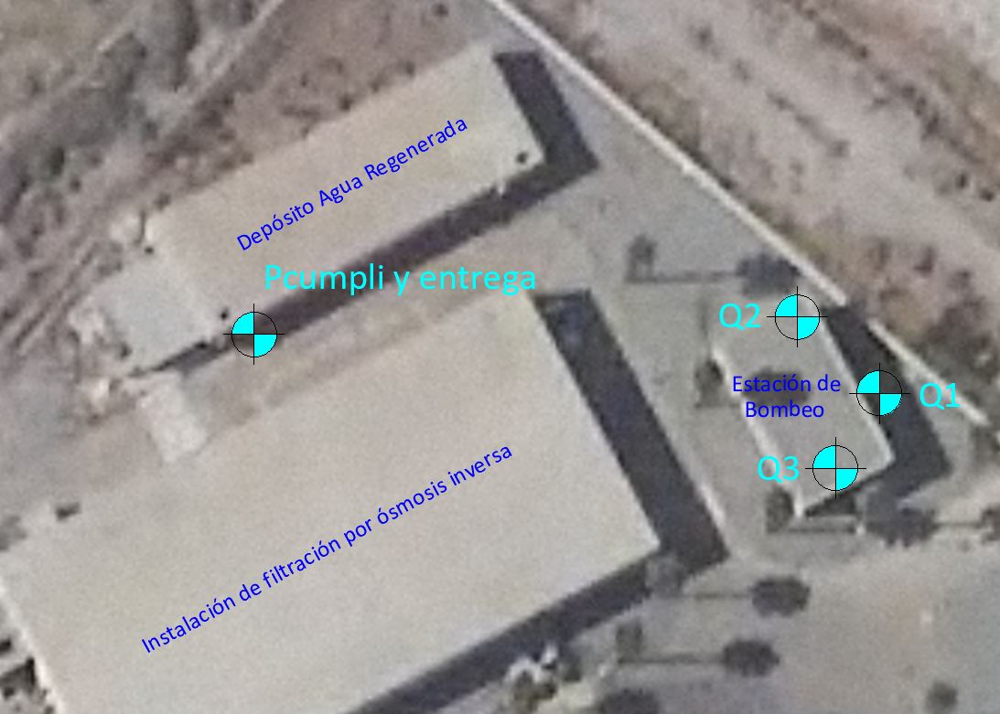 Depósito Agua Regenerada
Pcumpli y entrega
Q2
Estación de
Bombeo
Q1
Q3
Instalación de filtración por ósmosis inversa